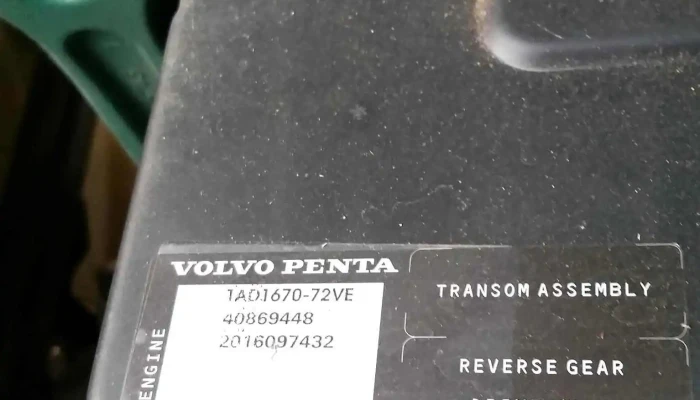 VOLVO PENTA
TAD1670-72VE
40869448
2016097432
ENGINE
TRANSOM ASSEMBLY
REVERSE GEAR